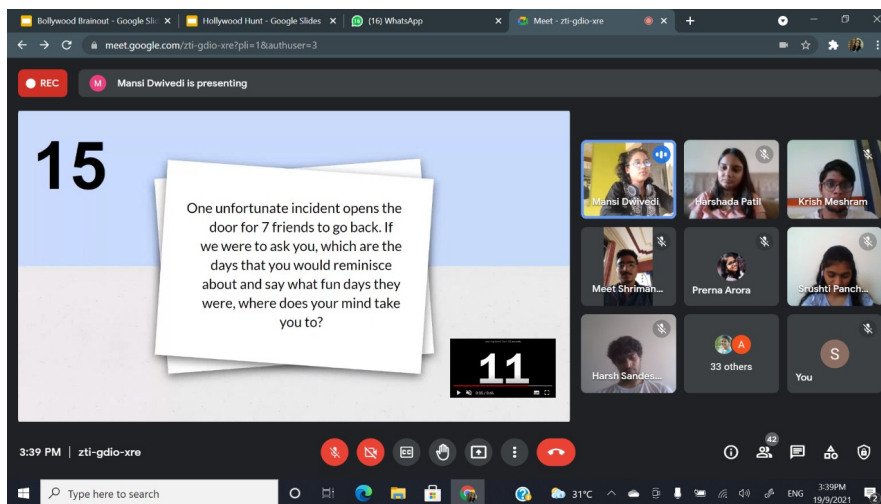 Bollywood Brainout - Google Slic
Hollywood Hunt - Google Slides
(16) WhatsApp
Meet - zti-gdio-xre
meet.google.com/zti-gdio-xre?pli=1&authuser=3
REC
M
Mansi Dwivedi is presenting
15
One unfortunate incident opens the
door for 7 friends to go back. If
we were to ask you, which are the
days that you would reminisce
about and say what fun days they
were, where does your mind take
you to?
11
Mansi Dwivedi
Harshada Patil
Krish Meshram
Meet Shriman...
Prerna Arora
Srushti Panch...
Harsh Sandes...
A
33 others
S
You
3:39 PM | zti-gdio-xre
CC
42
Type here to search
31°C
ENG
3:39PM
19/9/2021
2